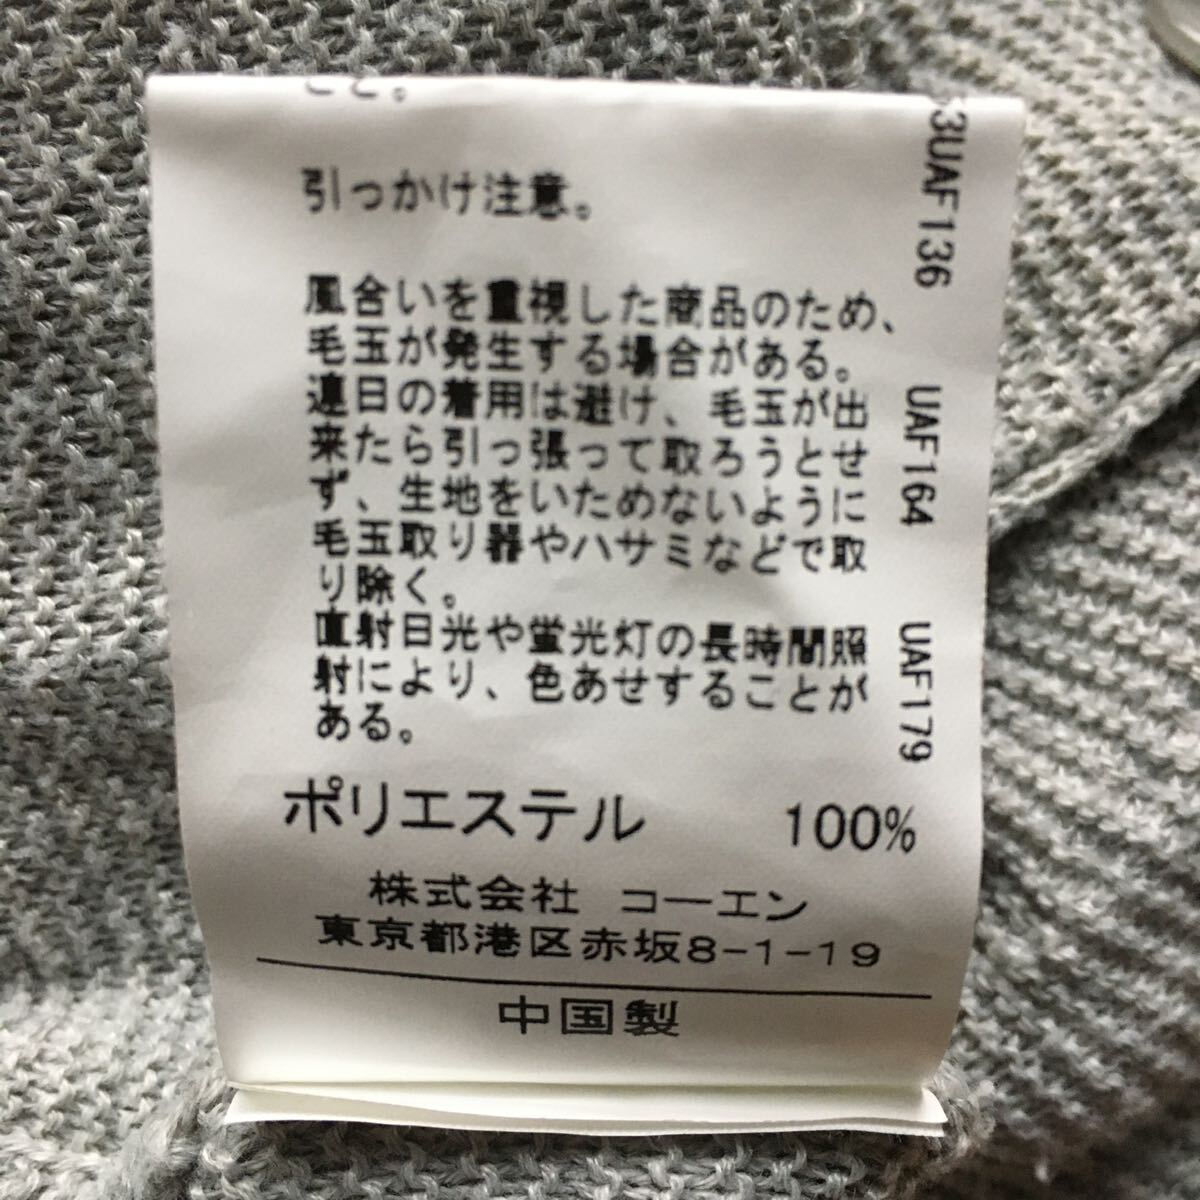 こと。
引っかけ注意。
風合いを重視した商品のため、
毛玉が発生する場合がある。
連日の着用は避け、毛玉が出
来たら引っ張って取ろうとせ
ず、生地をいためないように
毛玉取り器やハサミなどで取
り除く。
直射日光や蛍光灯の長時間照
射により、色あせすることが
ある。
ポリエステル 100%
株式会社 コーエン
東京都港区赤坂8-1-19
中国製
3UAF136 UAF164 UAF179